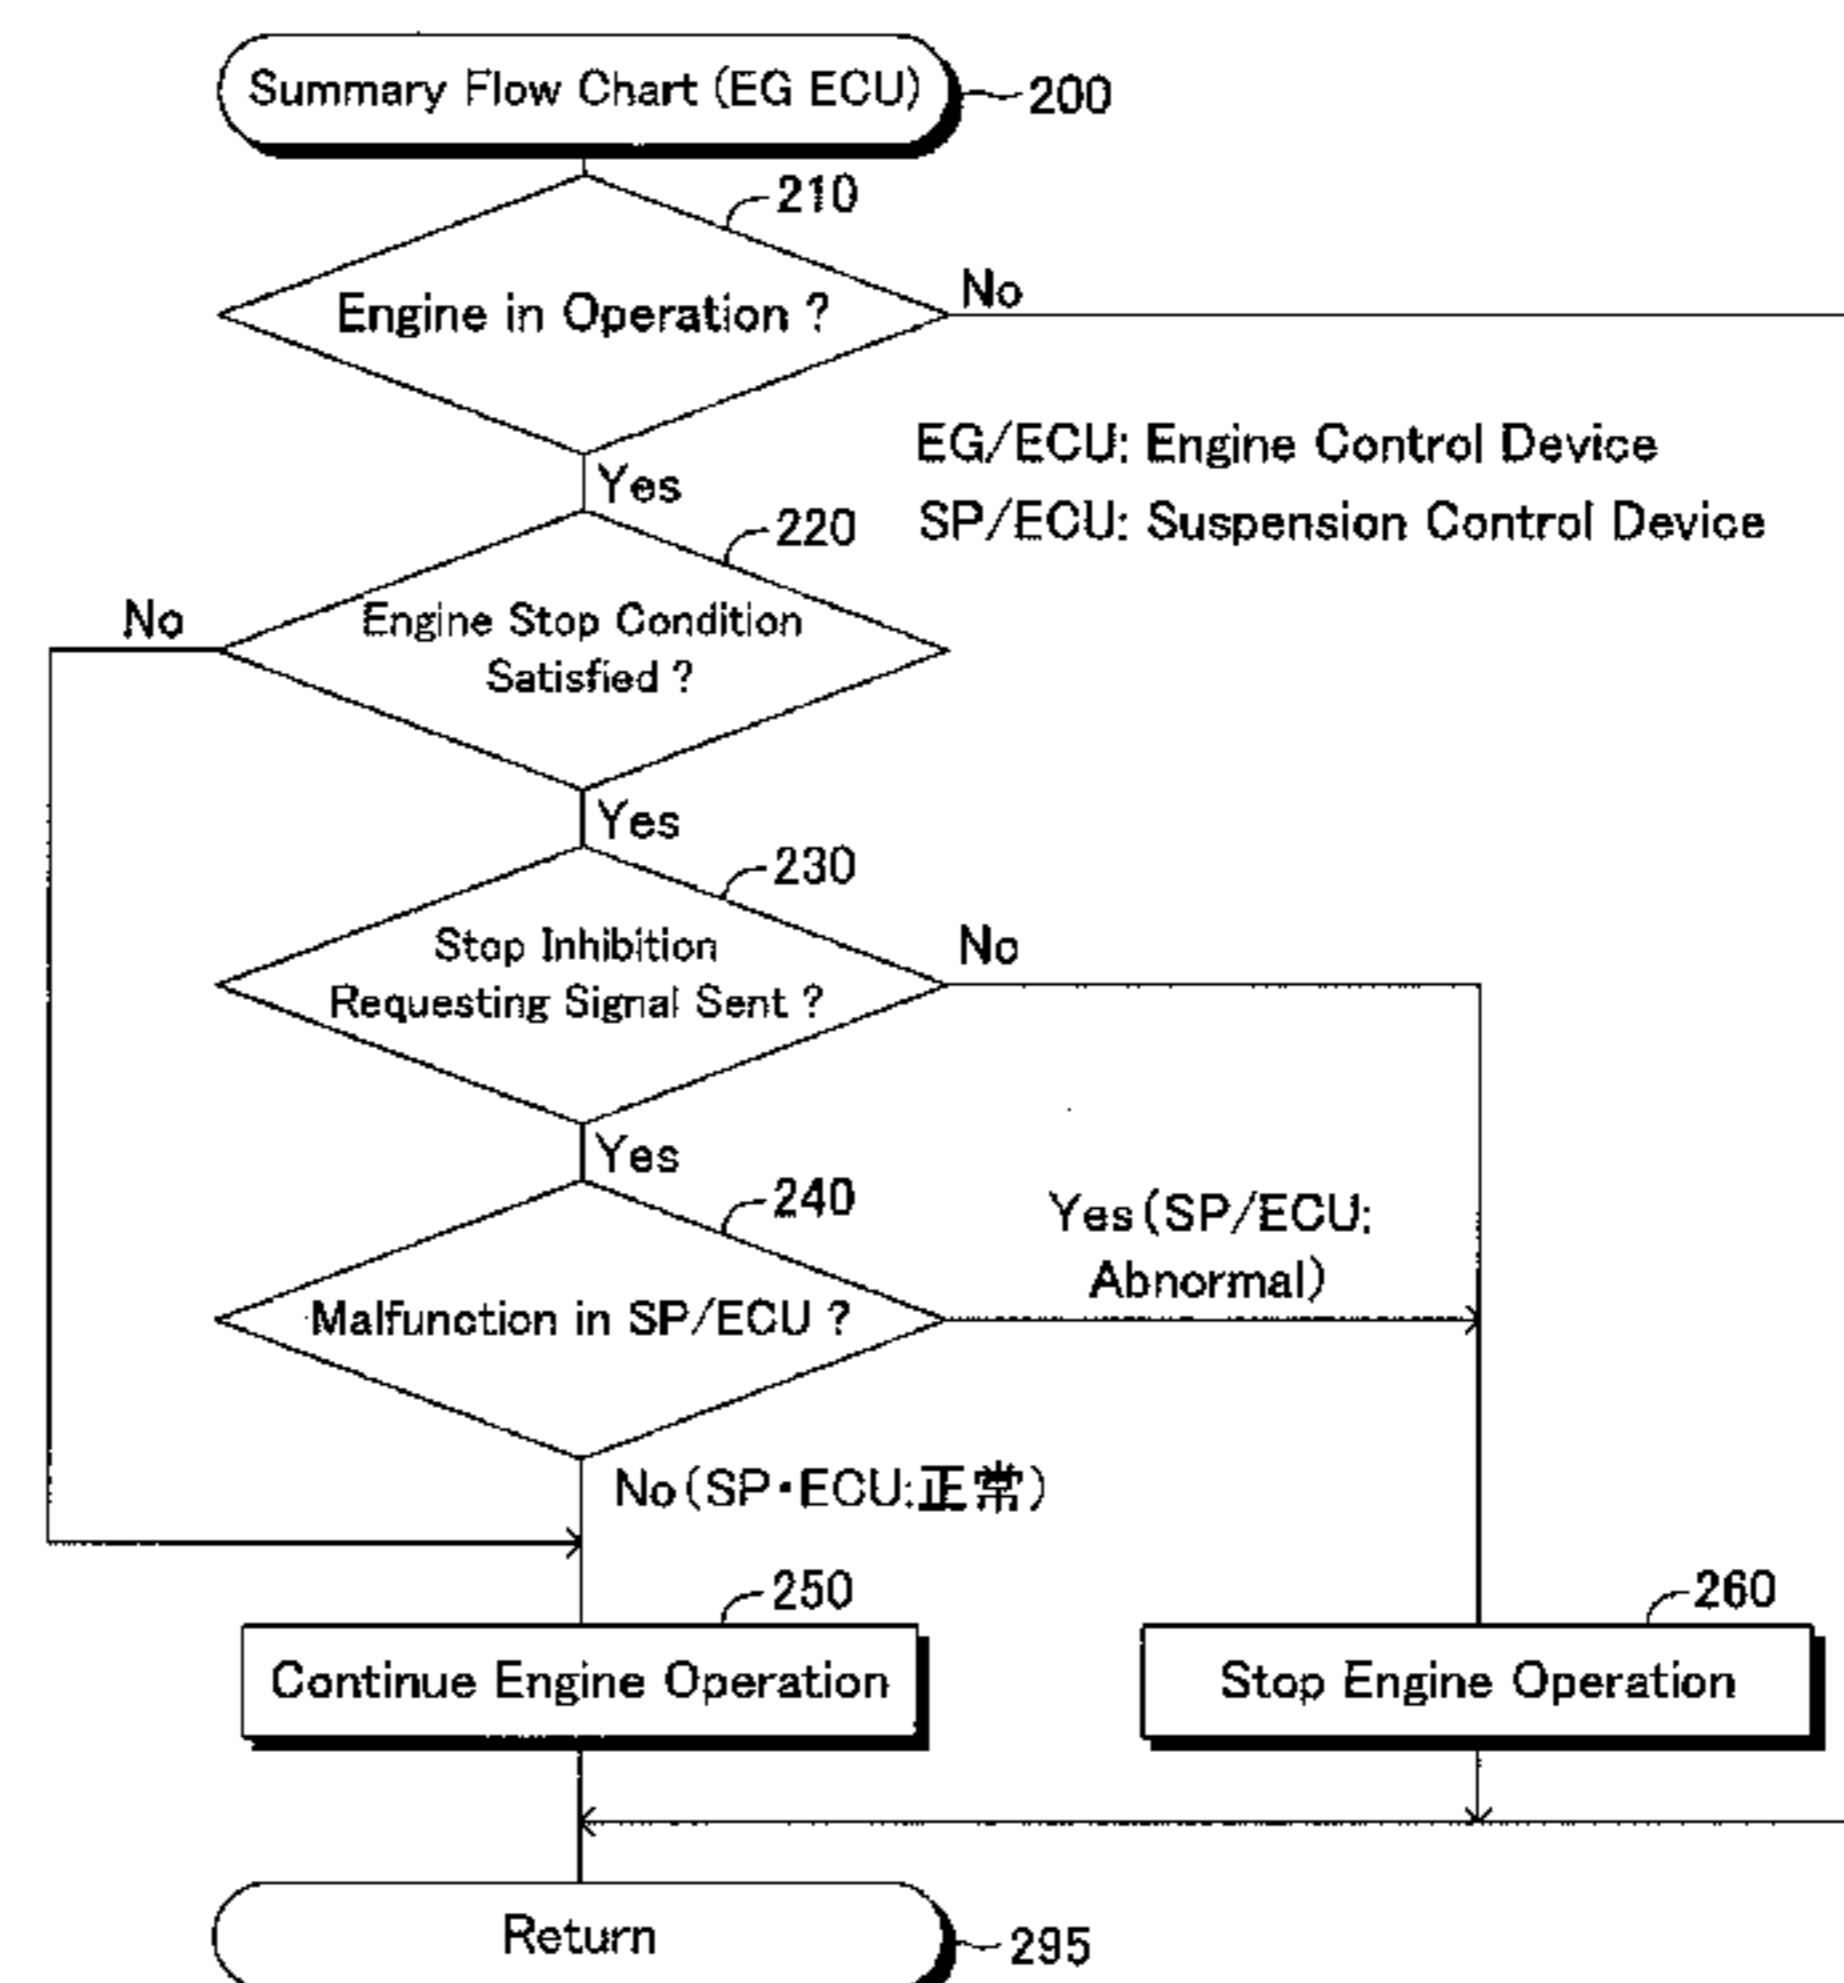 Summary Flow Chart (EG ECU)
200
210
Engine in Operation ?
No
Yes
EG/ECU: Engine Control Device
SP/ECU: Suspension Control Device
220
Engine Stop Condition
Satisfied ?
No
Yes
230
Stop Inhibition
Requesting Signal Sent ?
No
Yes
240
Malfunction in SP/ECU ?
Yes(SP/ECU:
Abnormal)
No(SP・ECU:正常)
250
Continue Engine Operation
260
Stop Engine Operation
Return
295